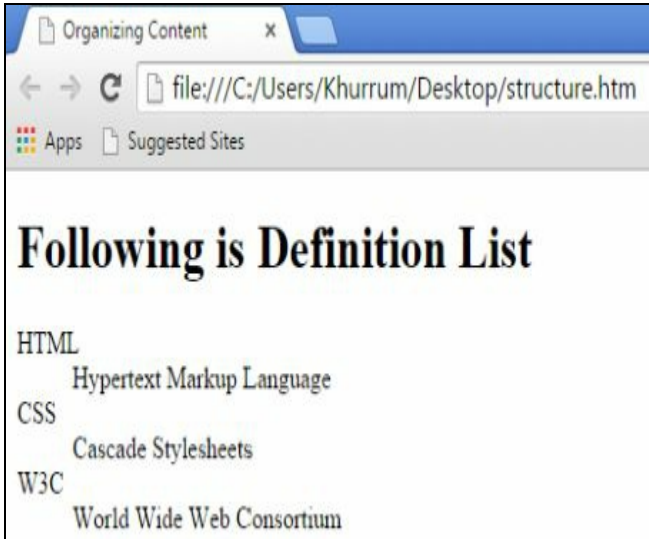 Organizing Content
file:///C:/Users/Khurrum/Desktop/structure.htm
Apps Suggested Sites
Following is Definition List
HTML
Hypertext Markup Language
CSS
Cascade Stylesheets
W3C
World Wide Web Consortium